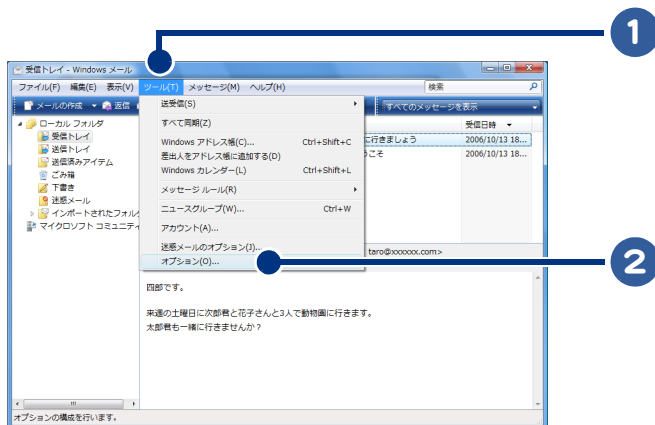 1
受信トレイ - Windows メール
ファイル(F) 編集(E) 表示(V) ツール(T) メッセージ(M) ヘルプ(H)
検索
メールの作成 返信
すべてのメッセージを表示
ローカル フォルダ
受信トレイ
送信トレイ
送信済みアイテム
ごみ箱
下書き
迷惑メール
インポートされたフォル
マイクロソフト コミュニティ
送受信(S)
すべて同期(Z)
Windows アドレス帳(C)... Ctrl+Shift+C
差出人をアドレス帳に追加する(D)
Windows カレンダー(L) Ctrl+Shift+L
メッセージ ルール(R)
ニュースグループ(W)... Ctrl+W
アカウント(A)...
迷惑メールのオプション(J)...
オプション(O)...
受信日時
に行きましょう 2006/10/13 18...
こそ 2006/10/13 18...
taro@xxxxxx.com>
2
四郎です。
来週の土曜日に次郎君と花子さんと3人で動物園に行きます。
太郎君も一緒に行きませんか？
オプションの構成を行います。